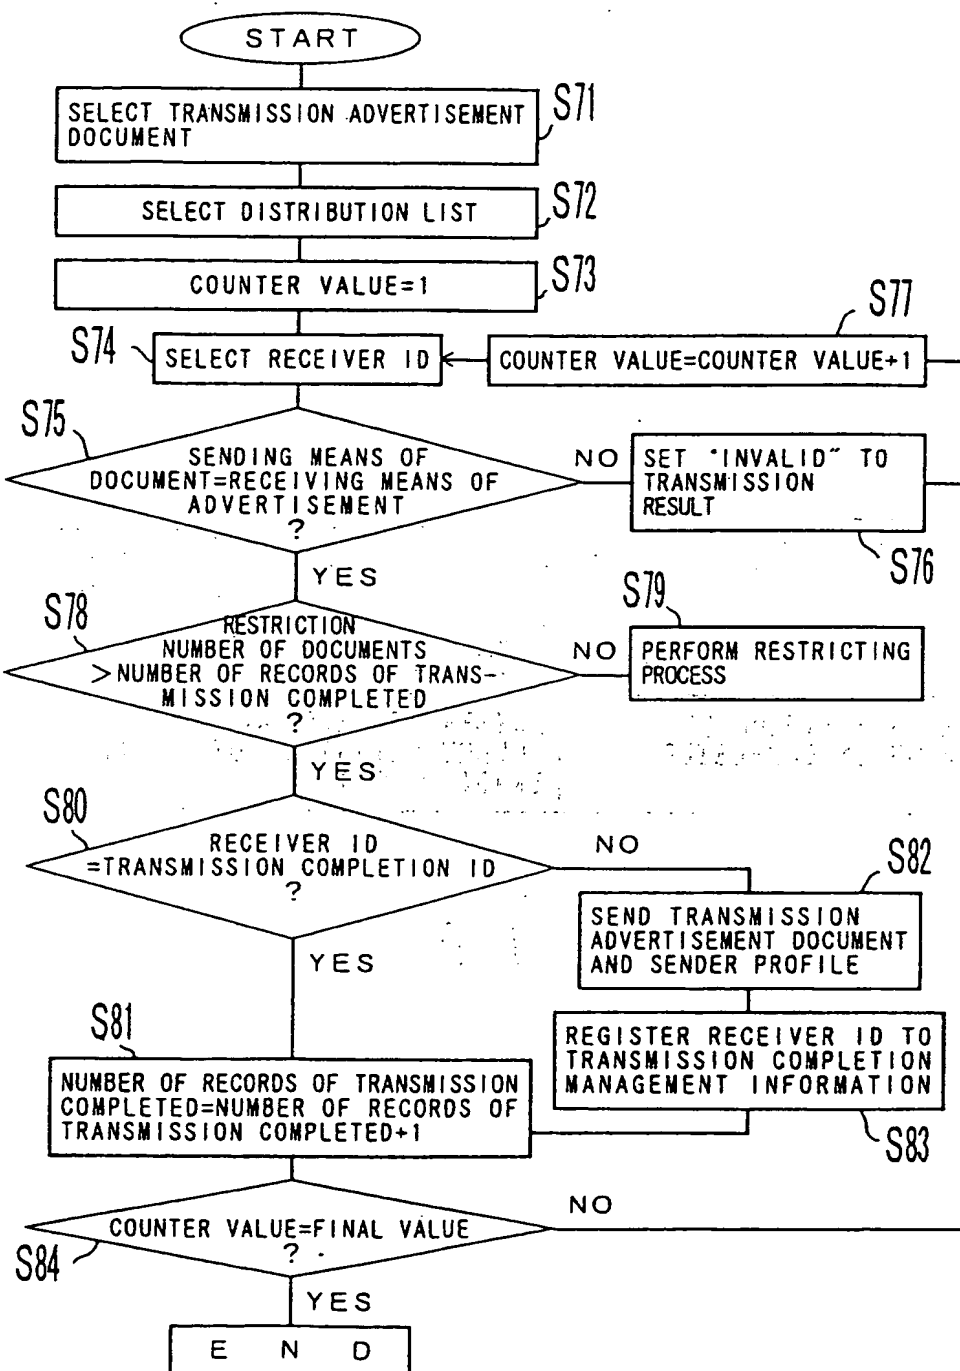 START
SELECT TRANSMISSION ADVERTISEMENT
DOCUMENT
S71
SELECT DISTRIBUTION LIST
S72
COUNTER VALUE=1
S73
S74
SELECT RECEIVER ID
COUNTER VALUE=COUNTER VALUE+1
S77
S75
SENDING MEANS OF
DOCUMENT=RECEIVING MEANS OF
ADVERTISEMENT
?
NO
SET "INVALID" TO
TRANSMISSION
RESULT
S76
YES
S78
RESTRICTION
NUMBER OF DOCUMENTS
>NUMBER OF RECORDS OF TRANS-
MISSION COMPLETED
?
NO
S79
PERFORM RESTRICTING
PROCESS
YES
S80
RECEIVER ID
=TRANSMISSION COMPLETION ID
?
NO
S82
SEND TRANSMISSION
ADVERTISEMENT DOCUMENT
AND SENDER PROFILE
YES
REGISTER RECEIVER ID TO
TRANSMISSION COMPLETION
MANAGEMENT INFORMATION
S83
S81
NUMBER OF RECORDS OF TRANSMISSION
COMPLETED=NUMBER OF RECORDS OF
TRANSMISSION COMPLETED+1
COUNTER VALUE=FINAL VALUE
?
S84
NO
YES
END